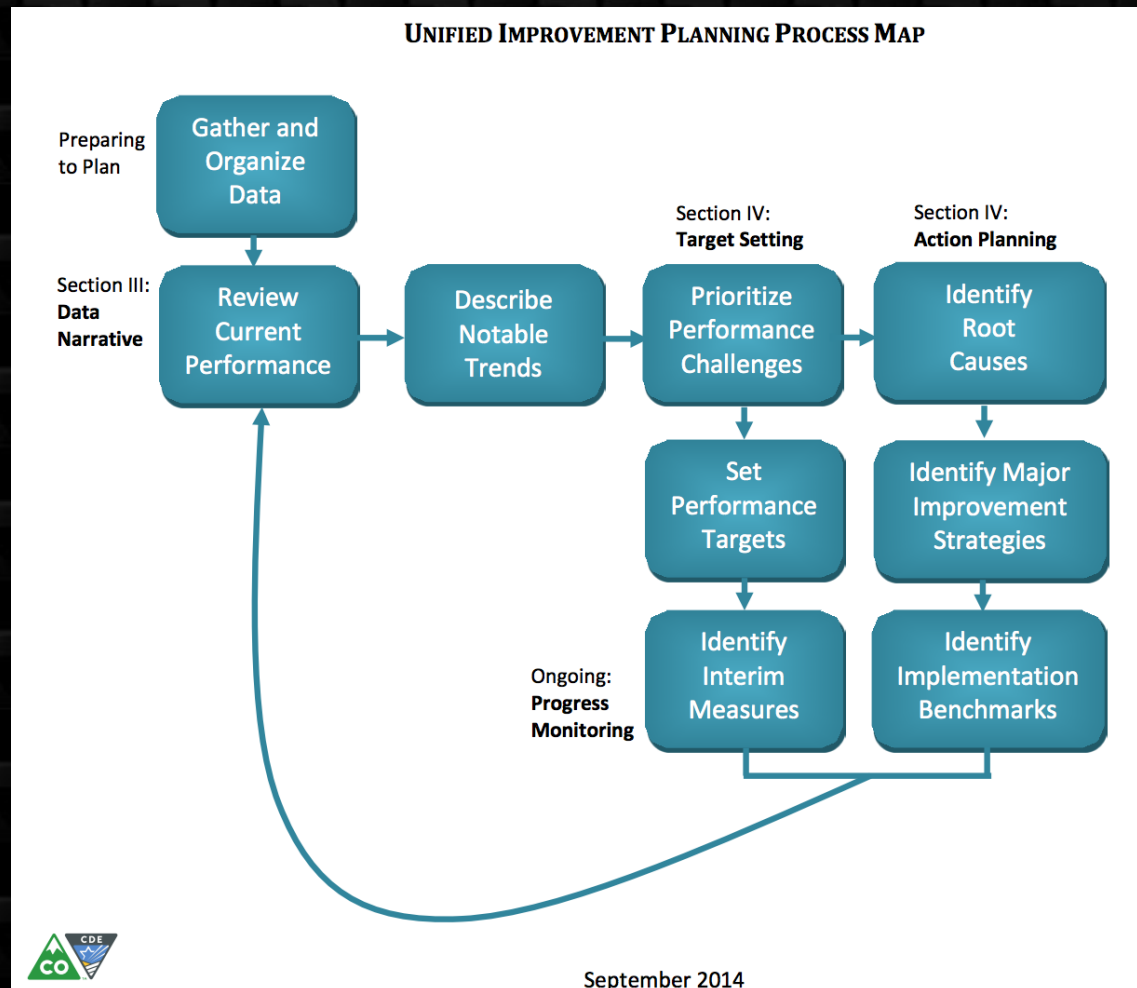 UNIFIED IMPROVEMENT PLANNING PROCESS MAP
Preparing
to Plan
Gather and
Organize
Data
Section III:
Data
Narrative
Review
Current
Performance
Describe
Notable
Trends
Section IV:
Target Setting
Prioritize
Performance
Challenges
Section IV:
Action Planning
Identify
Root
Causes
Set
Performance
Targets
Identify Major
Improvement
Strategies
Ongoing:
Progress
Monitoring
Identify
Interim
Measures
Identify
Implementation
Benchmarks
CO
CDE
September 2014